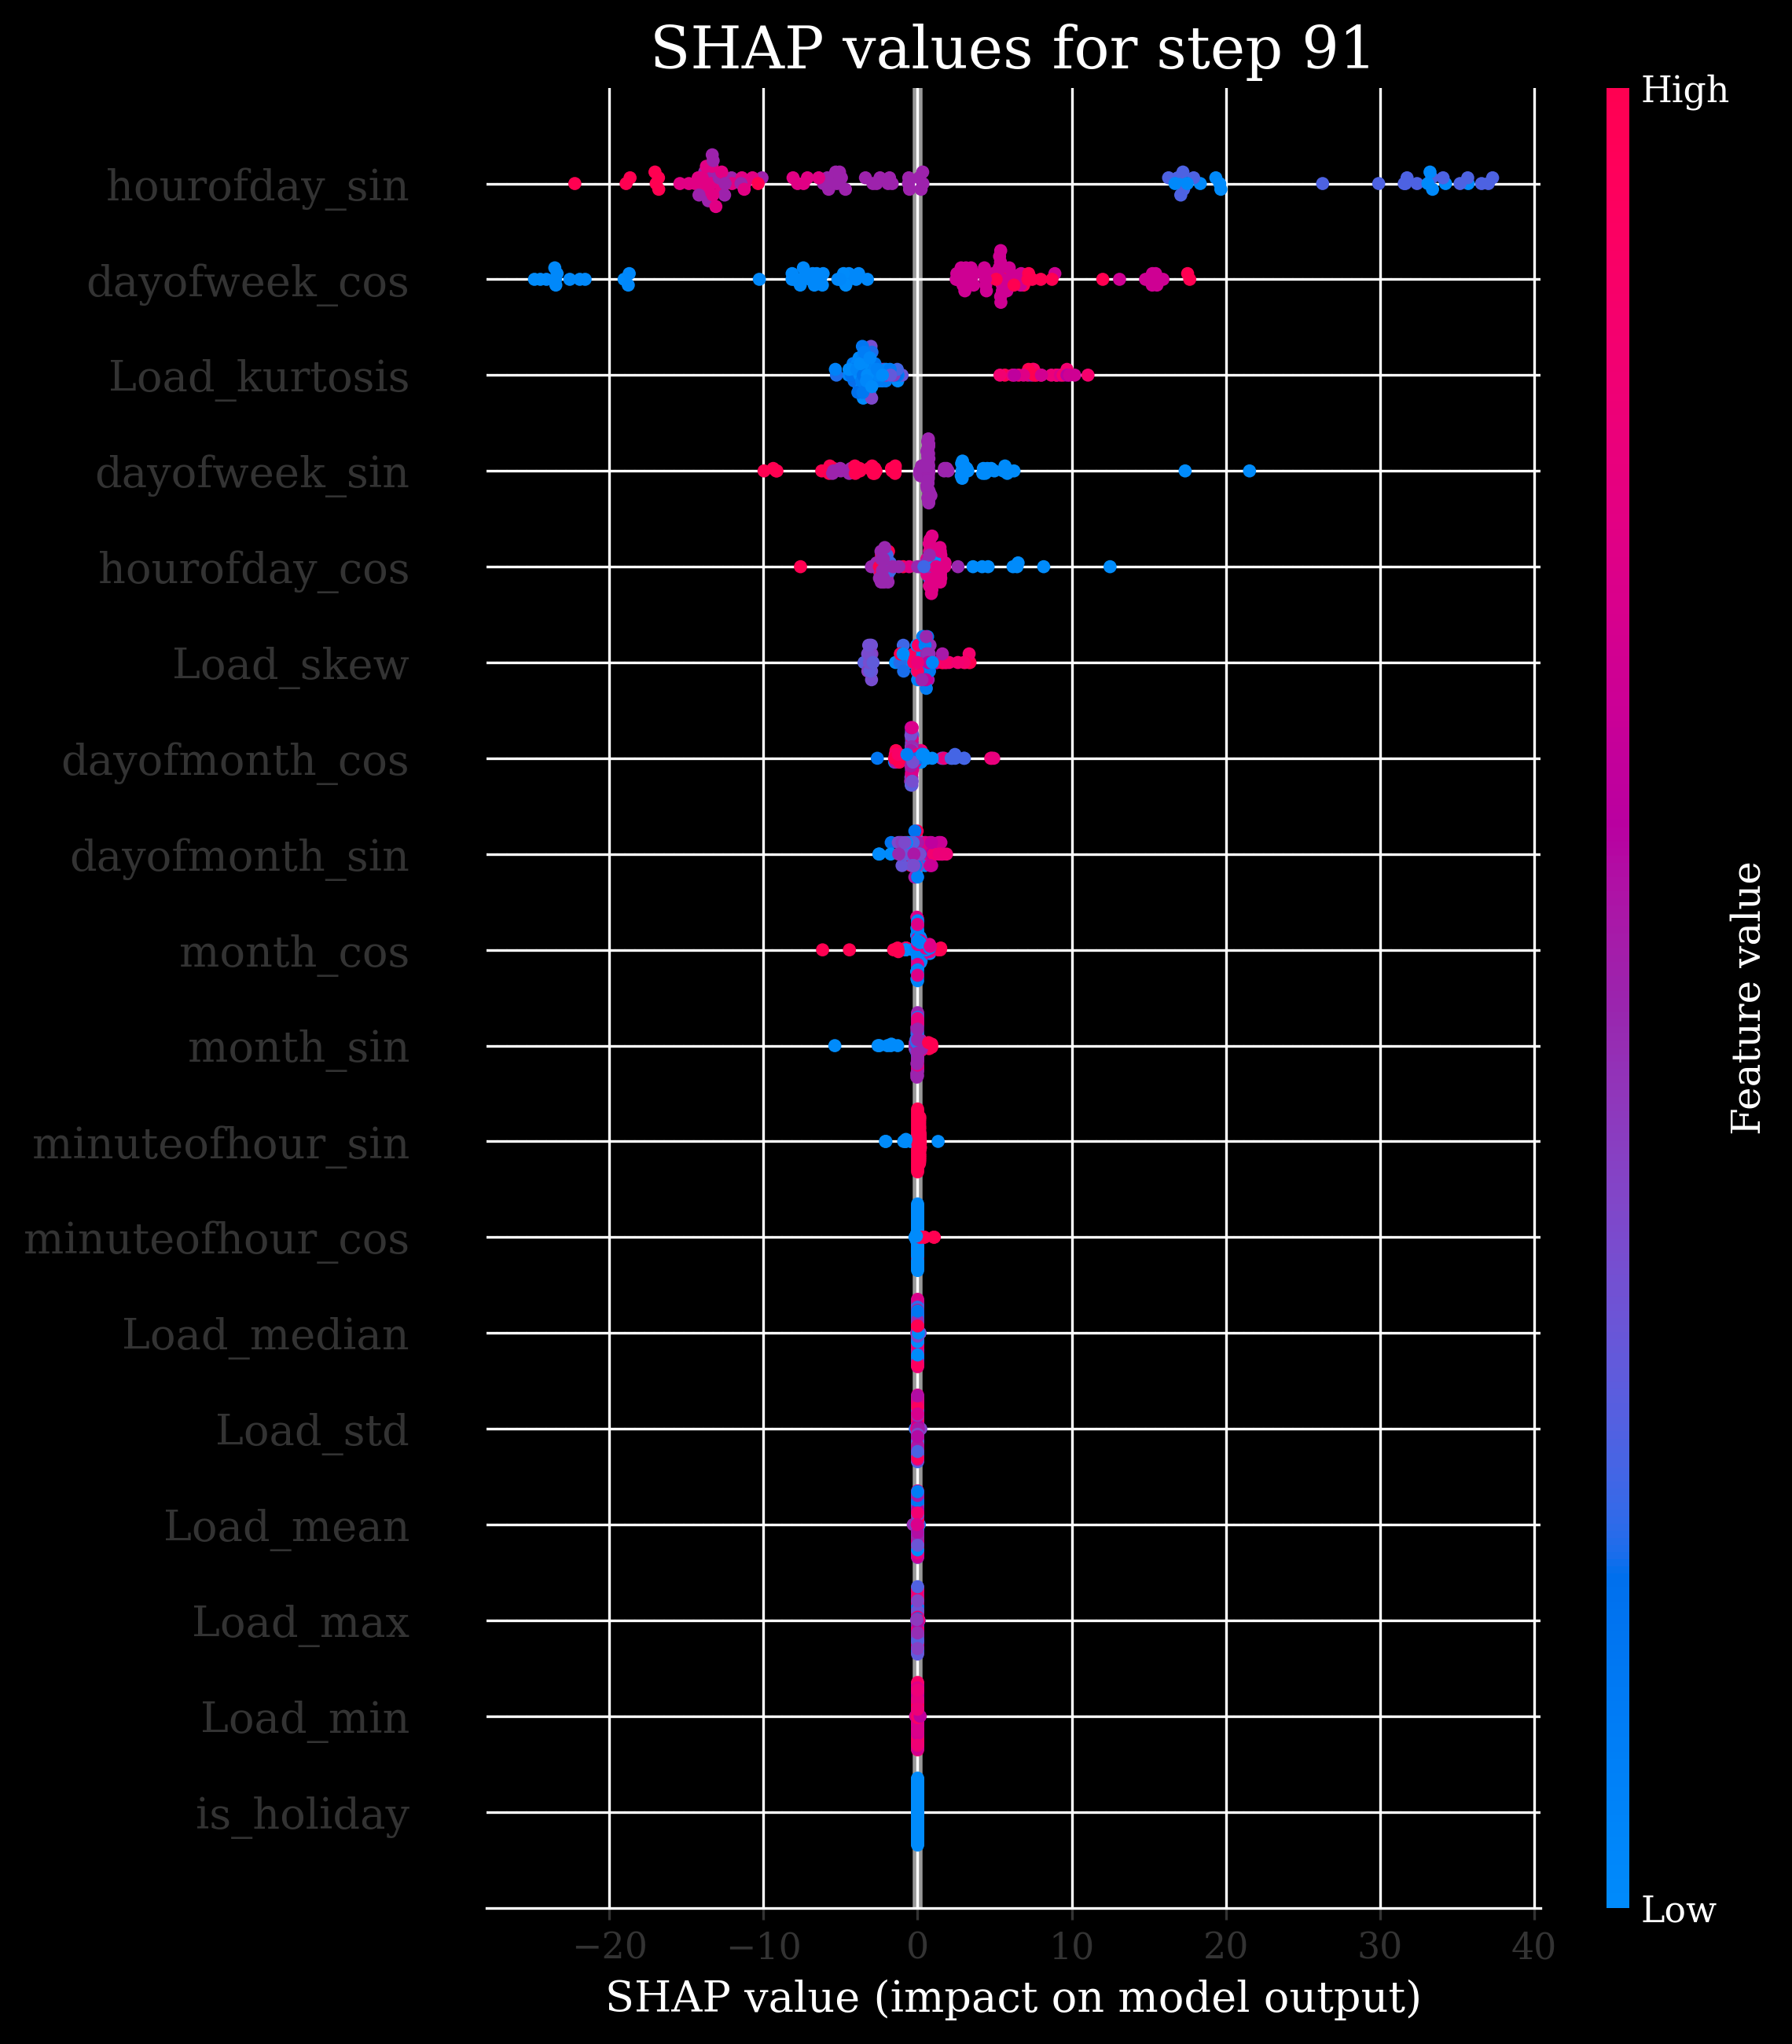 SHAP values for step 91
High
hourofday_sin
dayofweek_cos
Load_kurtosis
dayofweek_sin
hourofday_cos
Load_skew
dayofmonth_cos
dayofmonth_sin
month_cos
month_sin
minuteofhour_sin
minuteofhour_cos
Load_median
Load_std
Load_mean
Load_max
Load_min
is_holiday
Feature value
Low
−20 −10 0 10 20 30 40
SHAP value (impact on model output)